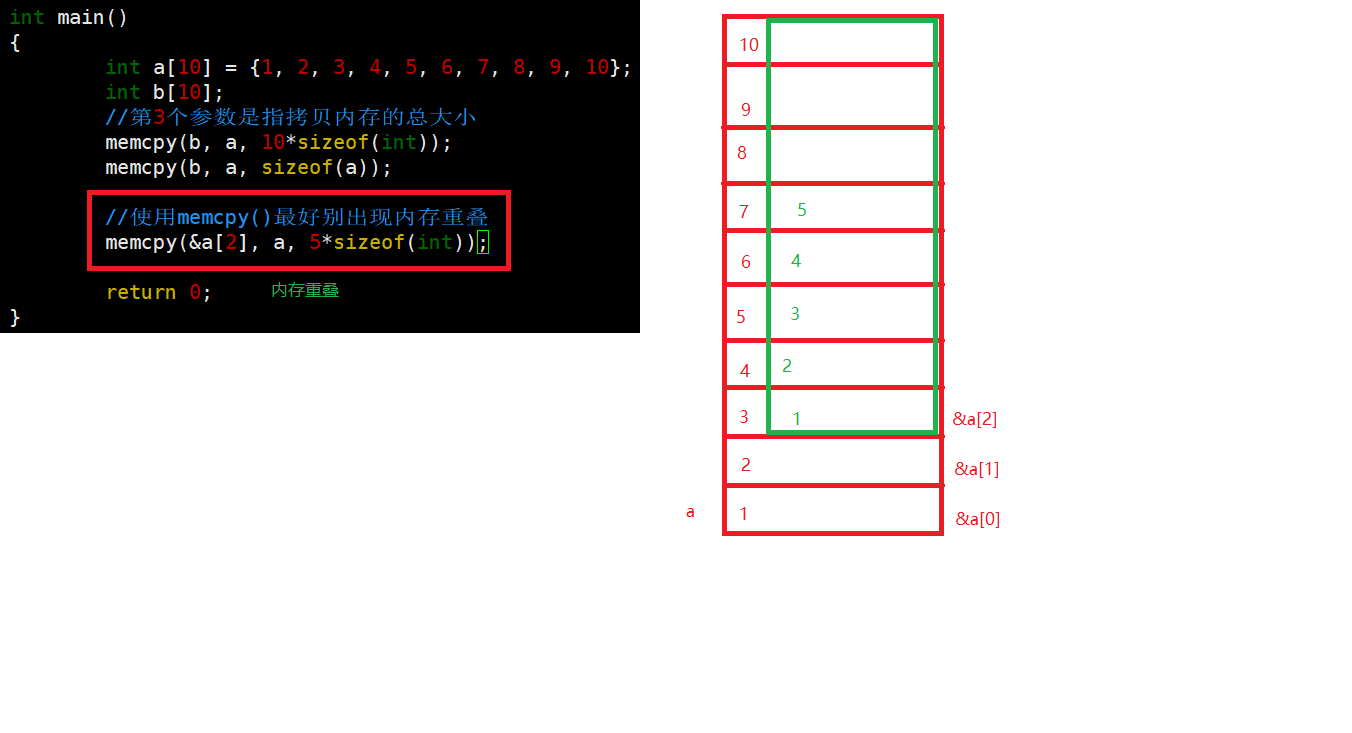 int main()
{
int a[10] = {1, 2, 3, 4, 5, 6, 7, 8, 9, 10};
int b[10];
//第3个参数是指拷贝内存的总大小
memcpy(b, a, 10*sizeof(int));
memcpy(b, a, sizeof(a));
//使用memcpy()最好别出现内存重叠
memcpy(&a[2], a, 5*sizeof(int));
return 0;
内存重叠
}
10
9
8
7 5
6 4
5 3
4 2
3 1 &a[2]
2 &a[1]
a 1 &a[0]